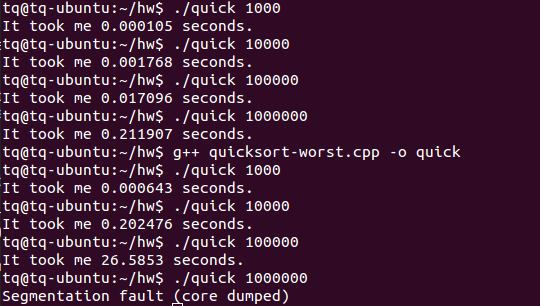 tq@tq-ubuntu:~/hw$ ./quick 1000
It took me 0.000105 seconds.
tq@tq-ubuntu:~/hw$ ./quick 10000
It took me 0.001768 seconds.
tq@tq-ubuntu:~/hw$ ./quick 100000
It took me 0.017096 seconds.
tq@tq-ubuntu:~/hw$ ./quick 1000000
It took me 0.211907 seconds.
tq@tq-ubuntu:~/hw$ g++ quicksort-worst.cpp -o quick
tq@tq-ubuntu:~/hw$ ./quick 1000
It took me 0.000643 seconds.
tq@tq-ubuntu:~/hw$ ./quick 10000
It took me 0.202476 seconds.
tq@tq-ubuntu:~/hw$ ./quick 100000
It took me 26.5853 seconds.
tq@tq-ubuntu:~/hw$ ./quick 1000000
Segmentation fault (core dumped)